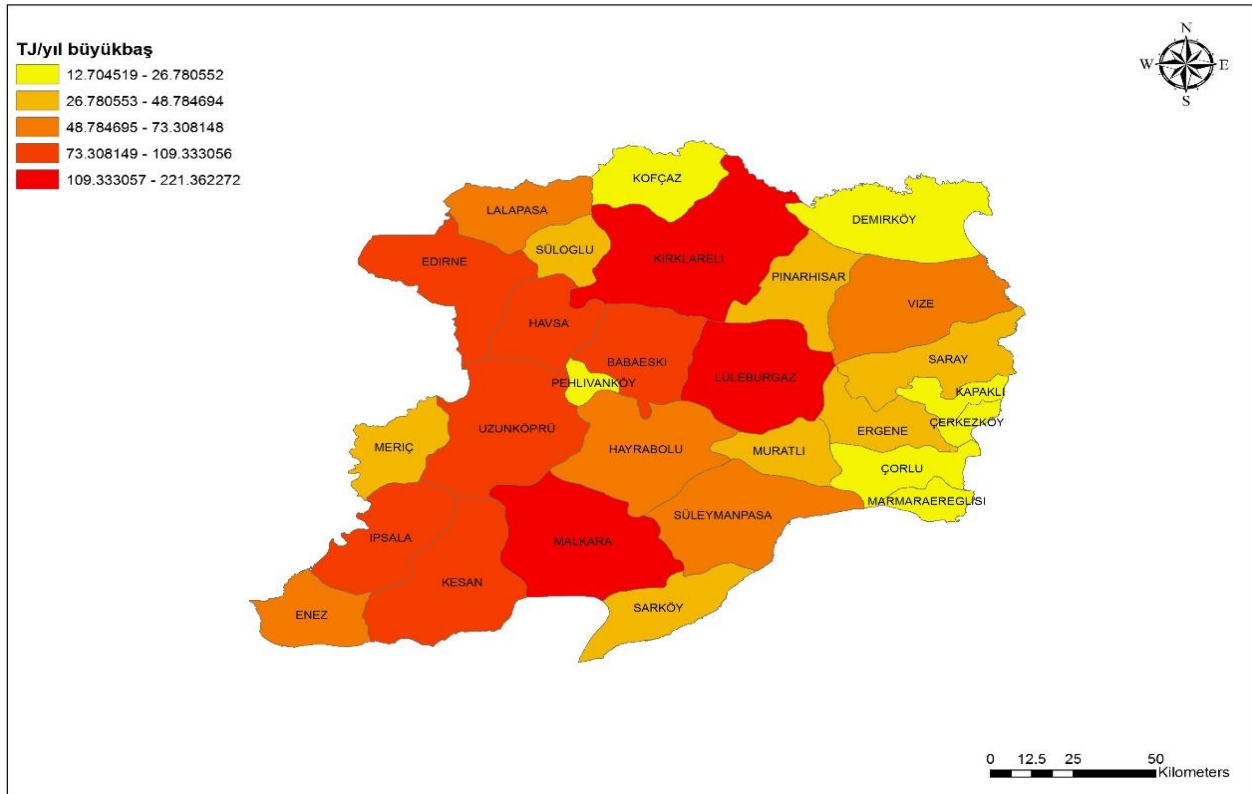 TJ/yıl büyükbaş
12.704519 - 26.780552
26.780553 - 48.784694
48.784695 - 73.308148
73.308149 - 109.333056
109.333057 - 221.362272
N
W E
S
KOFÇAZ
LALAPASA
DEMİRKÖY
SÜLOGLU
EDIRNE
KIRKLARELI
PINARHISAR
VIZE
HAVSA
BABAESKI
SARAY
LÜLEBURGAZ
PEHLIVANKÖY
KAPAKLI
ÇERKEZKÖY
UZUNKÖPRÜ
ERGENE
MERIÇ
HAYRABOLU
MURATLI
ÇORLU
MARMARAEREGLISI
SÜLEYMANPASA
IPSALA
MALKARA
KESAN
SARKÖY
ENEZ
0 12.5 25 50
Kilometers